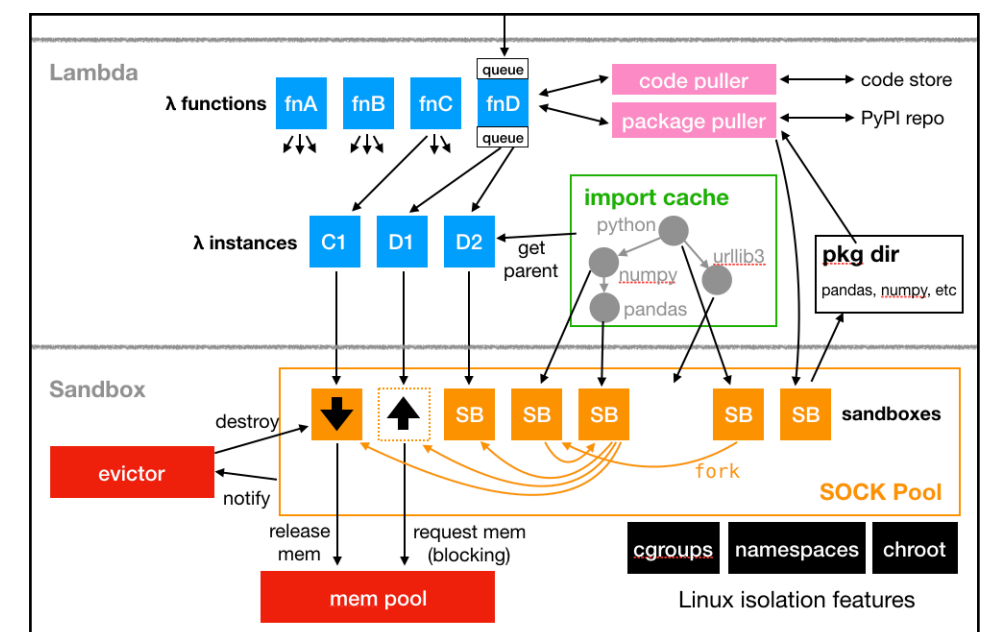 Lambda
queue
λ functions
fnA
fnB
fnC
fnD
queue
code puller
code store
package puller
PyPI repo
import cache
python
urllib3
numpy
pandas
λ instances
C1
D1
D2
get
parent
pkg dir
pandas, numpy, etc
Sandbox
destroy
evictor
notify
SB
SB
SB
SB
SB
sandboxes
fork
SOCK Pool
release
mem
request mem
(blocking)
mem pool
cgroups
namespaces
chroot
Linux isolation features